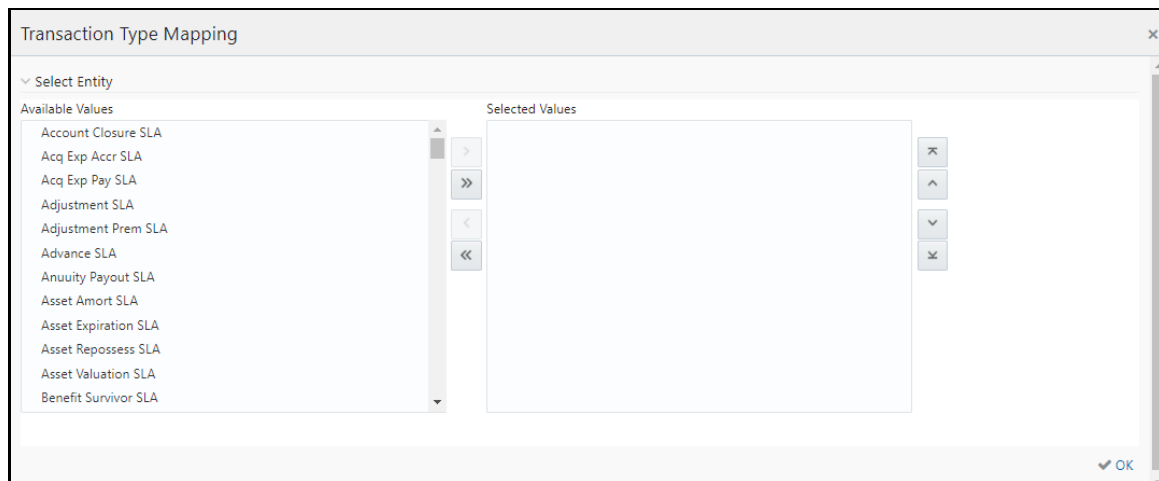 Transaction Type Mapping
Select Entity
Available Values
Selected Values
Account Closure SLA
Acq Exp Accr SLA
Acq Exp Pay SLA
Adjustment SLA
Adjustment Prem SLA
Advance SLA
Anuuity Payout SLA
Asset Amort SLA
Asset Expiration SLA
Asset Repossess SLA
Asset Valuation SLA
Benefit Survivor SLA
OK